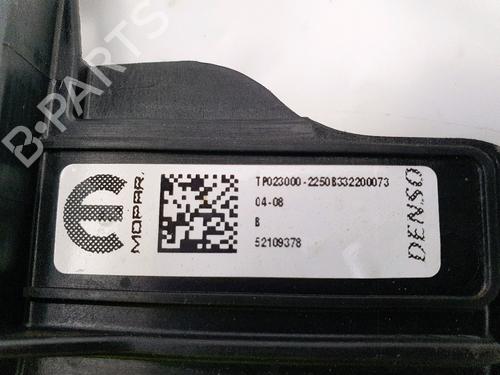 MOPAR.
TP023000-2250B332200073
04-08
B
52109378
DENSO
B-PARTS